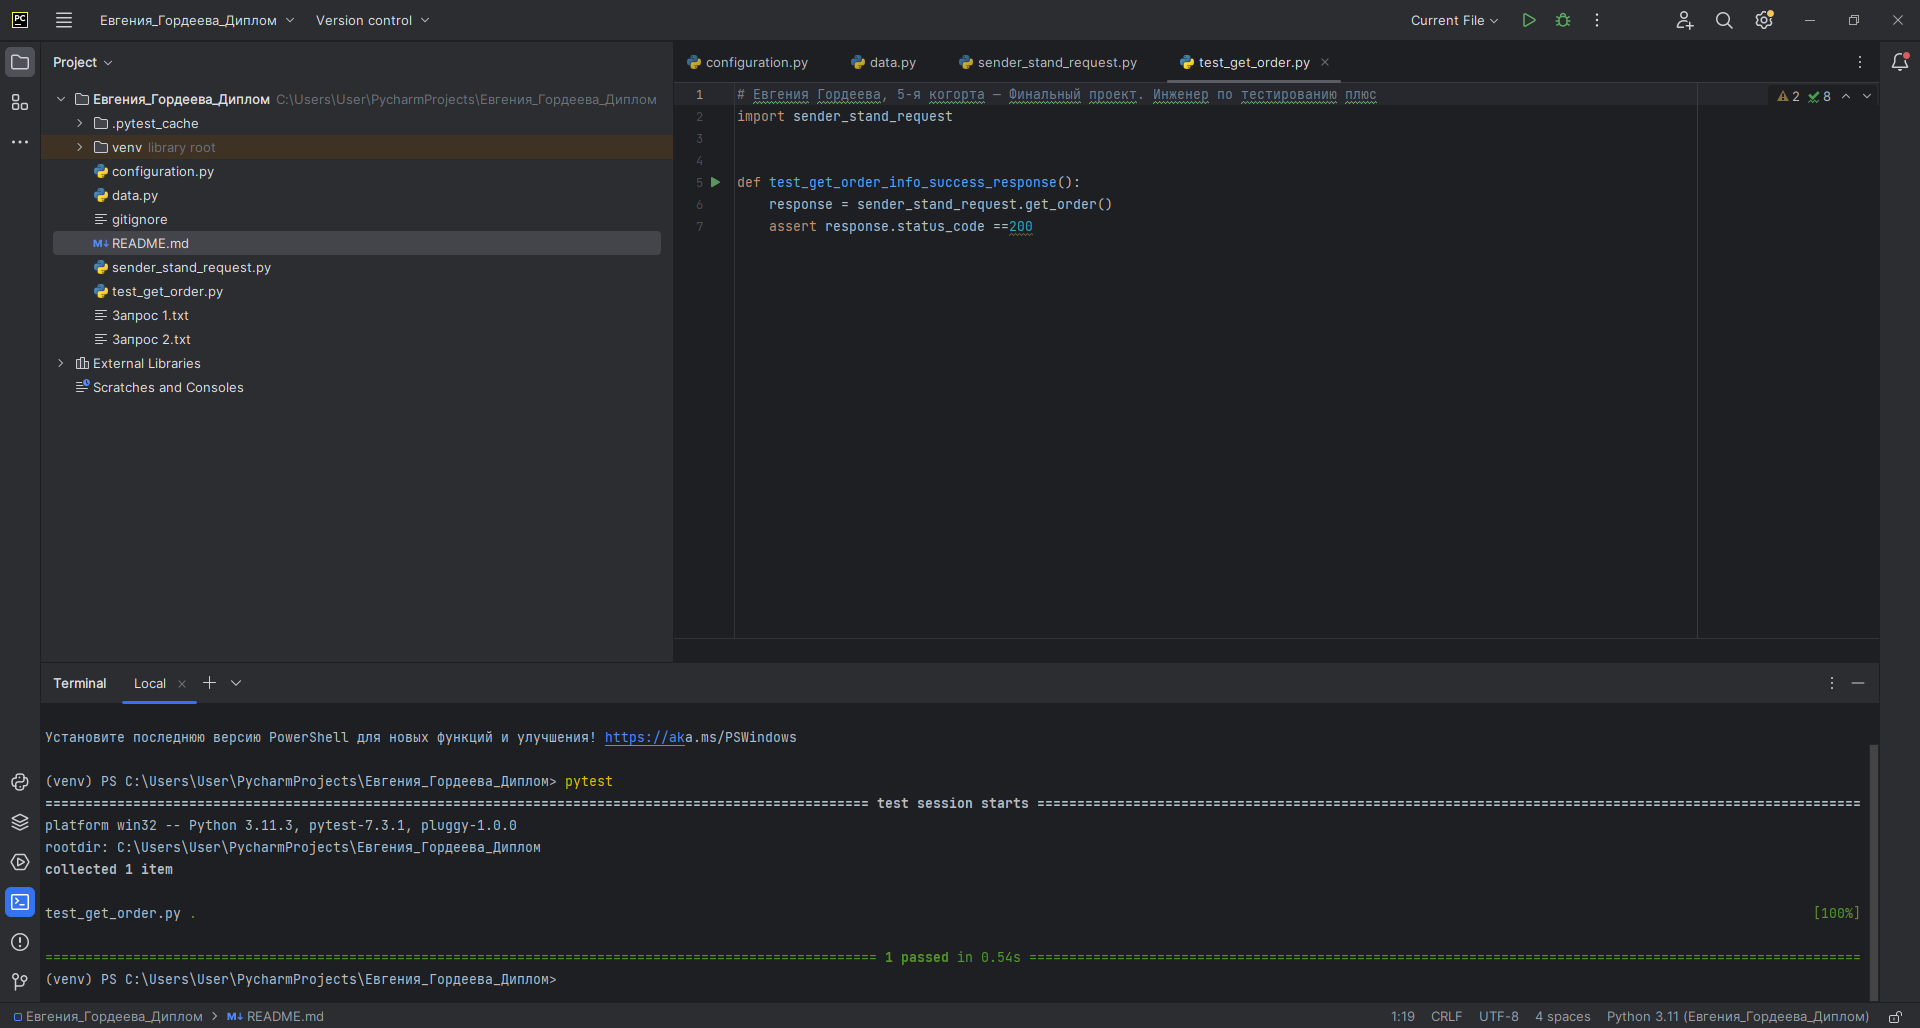 PC Евгения_Гордеева_Диплом Version control Current File
Project
Евгения_Гордеева_Диплом C:\Users\User\PycharmProjects\Евгения_Гордеева_Диплом
.pytest_cache
venv library root
configuration.py
data.py
gitignore
M↓ README.md
sender_stand_request.py
test_get_order.py
Запрос 1.txt
Запрос 2.txt
External Libraries
Scratches and Consoles
configuration.py data.py sender_stand_request.py test_get_order.py
1 # Евгения Гордеева, 5-я когорта — Финальный проект. Инженер по тестированию плюс 2 8
2 import sender_stand_request
3
4
5 def test_get_order_info_success_response():
6 response = sender_stand_request.get_order()
7 assert response.status_code ==200
Terminal Local
Установите последнюю версию PowerShell для новых функций и улучшения! https://aka.ms/PSWindows
(venv) PS C:\Users\User\PycharmProjects\Евгения_Гордеева_Диплом> pytest
======================================================================================================= test session starts =======================================================================================================
platform win32 -- Python 3.11.3, pytest-7.3.1, pluggy-1.0.0
rootdir: C:\Users\User\PycharmProjects\Евгения_Гордеева_Диплом
collected 1 item
test_get_order.py . [100%]
======================================================================================================== 1 passed in 0.54s ========================================================================================================
(venv) PS C:\Users\User\PycharmProjects\Евгения_Гордеева_Диплом>
Евгения_Гордеева_Диплом > M↓ README.md 1:19 CRLF UTF-8 4 spaces Python 3.11 (Евгения_Гордеева_Диплом)